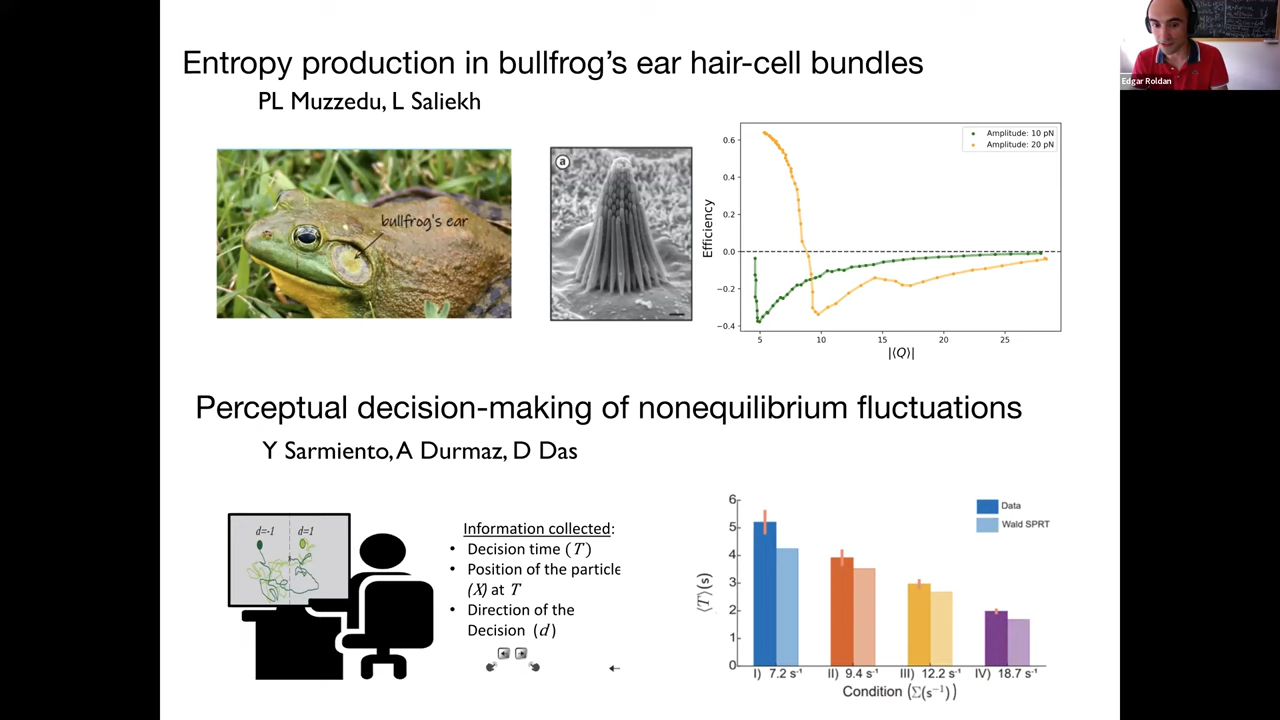 Entropy production in bullfrog's ear hair-cell bundles
PL Muzzedu, L Saliekh
Edgar Roldan
bullfrog's ear
a
Amplitude: 10 pN
Amplitude: 20 pN
Efficiency
0.6
0.4
0.2
0.0
−0.2
−0.4
5 10 15 20 25
|⟨Q⟩|
Perceptual decision-making of nonequilibrium fluctuations
Y Sarmiento, A Durmaz, D Das
d=-1 d=1
Information collected:
• Decision time (T)
• Position of the particle
(X) at T
• Direction of the
Decision (d)
Data
Wald SPRT
⟨T⟩(s)
6
5
4
3
2
1
0
I) 7.2 s⁻¹ II) 9.4 s⁻¹ III) 12.2 s⁻¹ IV) 18.7 s⁻¹
Condition (Σ(s⁻¹))